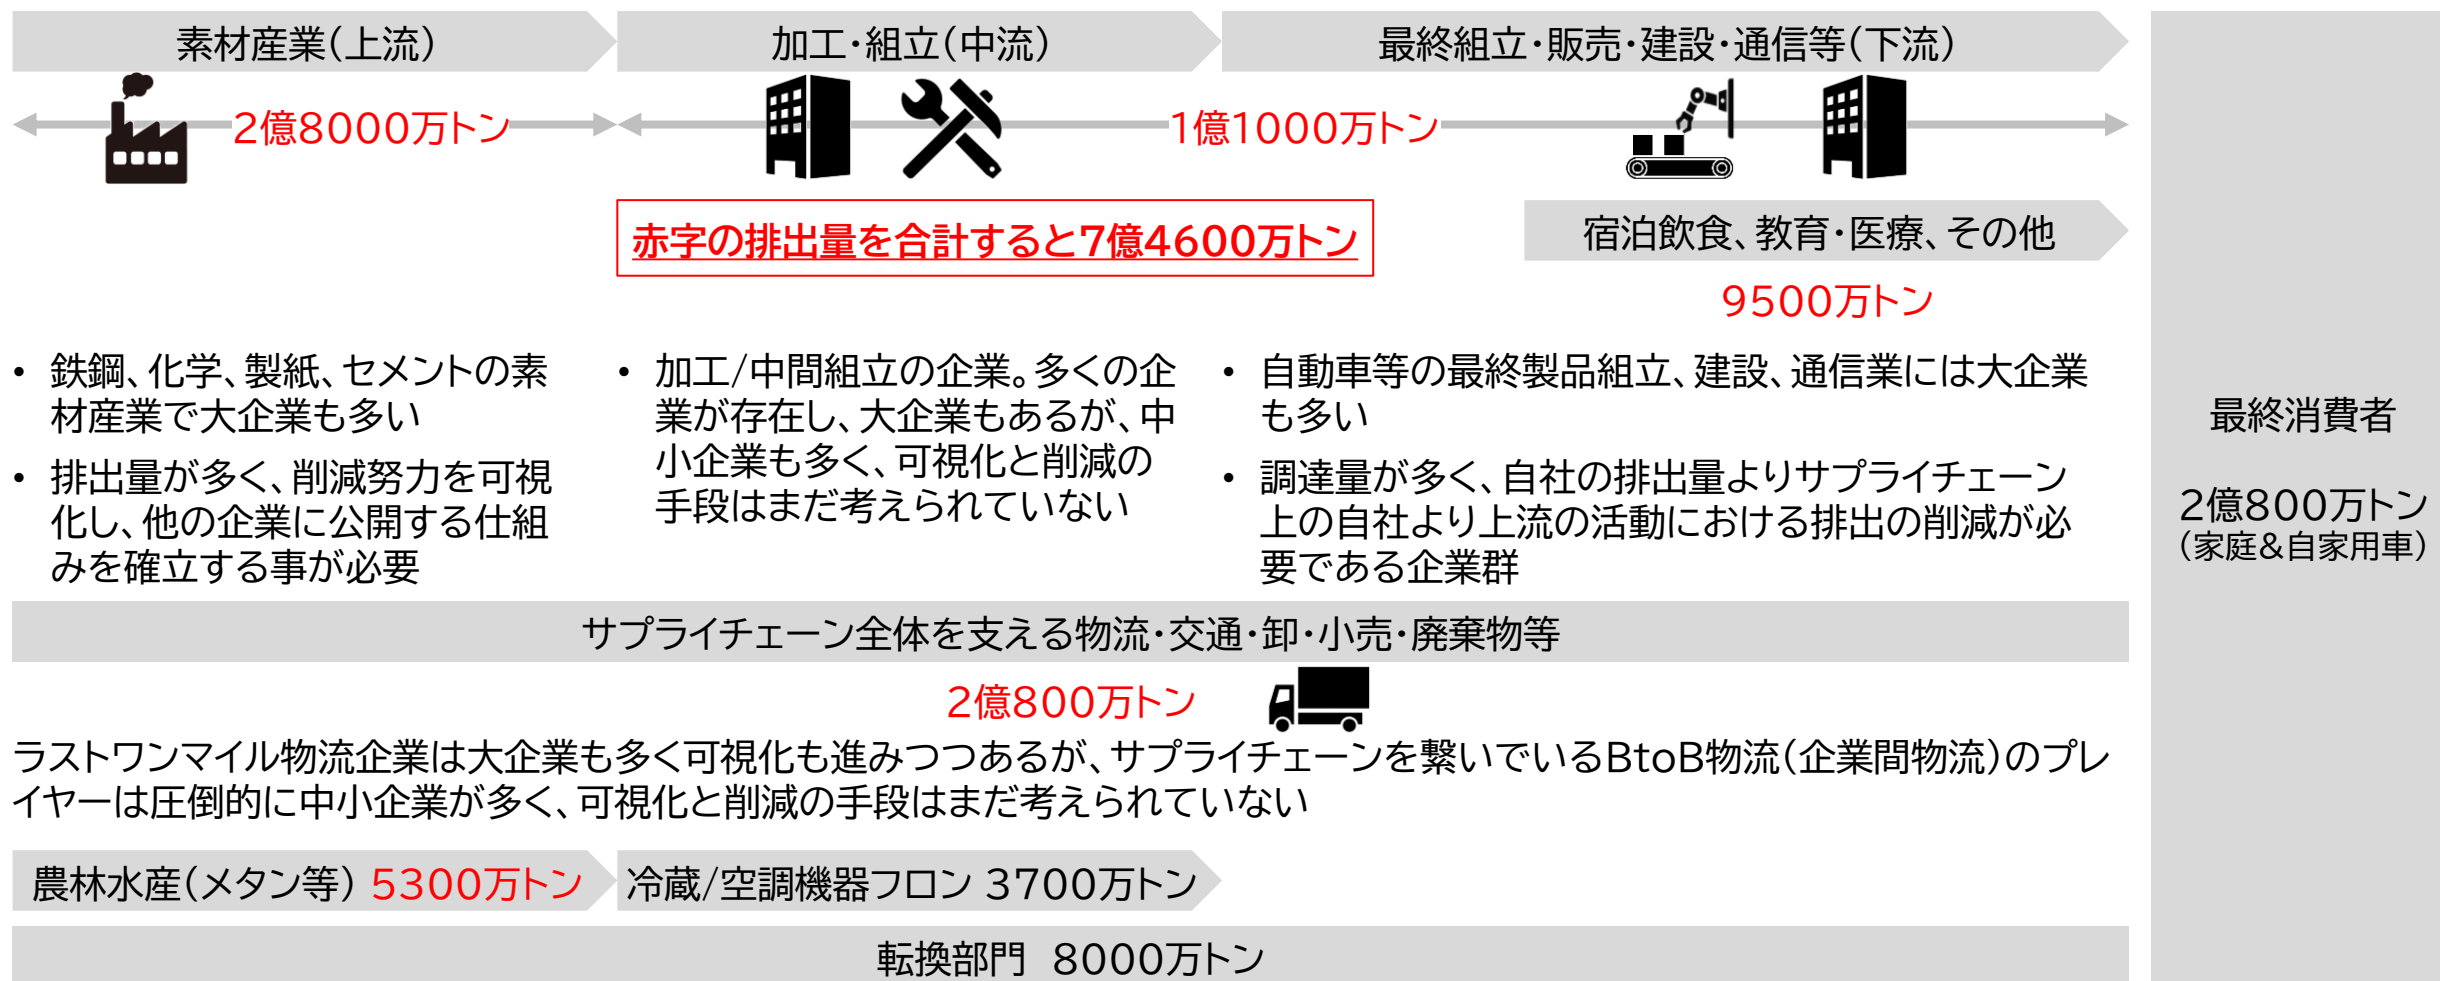 素材産業(上流)
加工・組立(中流)
最終組立・販売・建設・通信等(下流)
2億8000万トン
1億1000万トン
赤字の排出量を合計すると7億4600万トン
宿泊飲食、教育・医療、その他
9500万トン
• 鉄鋼、化学、製紙、セメントの素
材産業で大企業も多い
• 排出量が多く、削減努力を可視
化し、他の企業に公開する仕組
みを確立する事が必要
• 加工/中間組立の企業。多くの企
業が存在し、大企業もあるが、中
小企業も多く、可視化と削減の
手段はまだ考えられていない
• 自動車等の最終製品組立、建設、通信業には大企業
も多い
• 調達量が多く、自社の排出量よりサプライチェーン
上の自社より上流の活動における排出の削減が必
要である企業群
最終消費者
2億800万トン
(家庭&自家用車)
サプライチェーン全体を支える物流・交通・卸・小売・廃棄物等
2億800万トン
ラストワンマイル物流企業は大企業も多く可視化も進みつつあるが、サプライチェーンを繋いでいるBtoB物流(企業間物流)のプレ
イヤーは圧倒的に中小企業が多く、可視化と削減の手段はまだ考えられていない
農林水産(メタン等) 5300万トン
冷蔵/空調機器フロン 3700万トン
転換部門 8000万トン